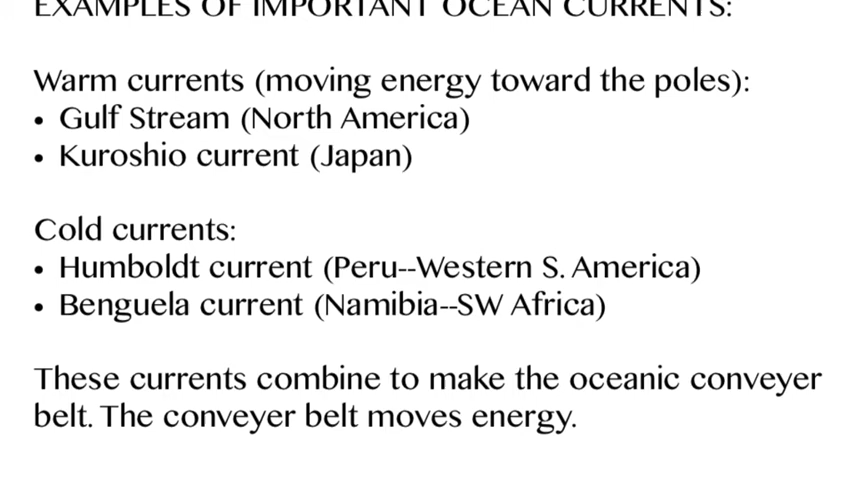 EXAMPLES OF IMPORTANT OCEAN CURRENTS:
Warm currents (moving energy toward the poles):
• Gulf Stream (North America)
• Kuroshio current (Japan)
Cold currents:
• Humboldt current (Peru--Western S. America)
• Benguela current (Namibia--SW Africa)
These currents combine to make the oceanic conveyer
belt. The conveyer belt moves energy.